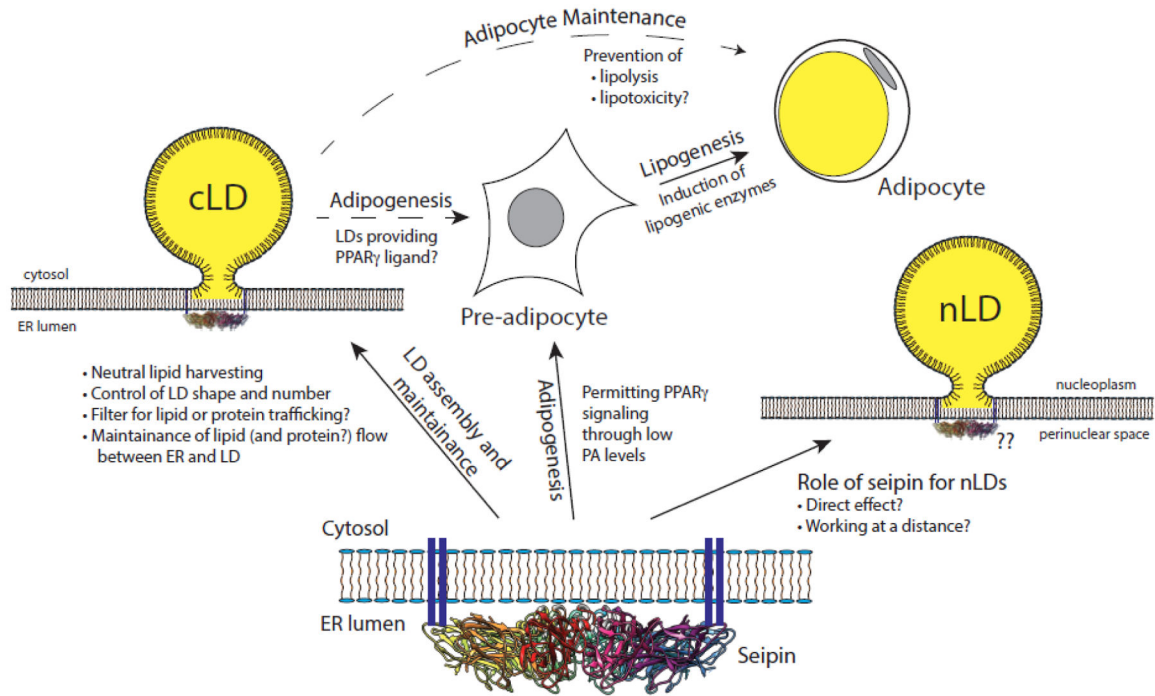 Adipocyte Maintenance
Prevention of
• lipolysis
• lipotoxicity?
cLD
Adipogenesis
LDs providing
PPARγ ligand?
Lipogenesis
Induction of
lipogenic enzymes
Adipocyte
cytosol
ER lumen
Pre-adipocyte
nLD
nucleoplasm
perinuclear space
??
• Neutral lipid harvesting
• Control of LD shape and number
• Filter for lipid or protein trafficking?
• Maintainance of lipid (and protein?) flow
between ER and LD
LD assembly and
maintainance
Adipogenesis
Permitting PPARγ
signaling
through low
PA levels
Role of seipin for nLDs
• Direct effect?
• Working at a distance?
Cytosol
ER lumen
Seipin